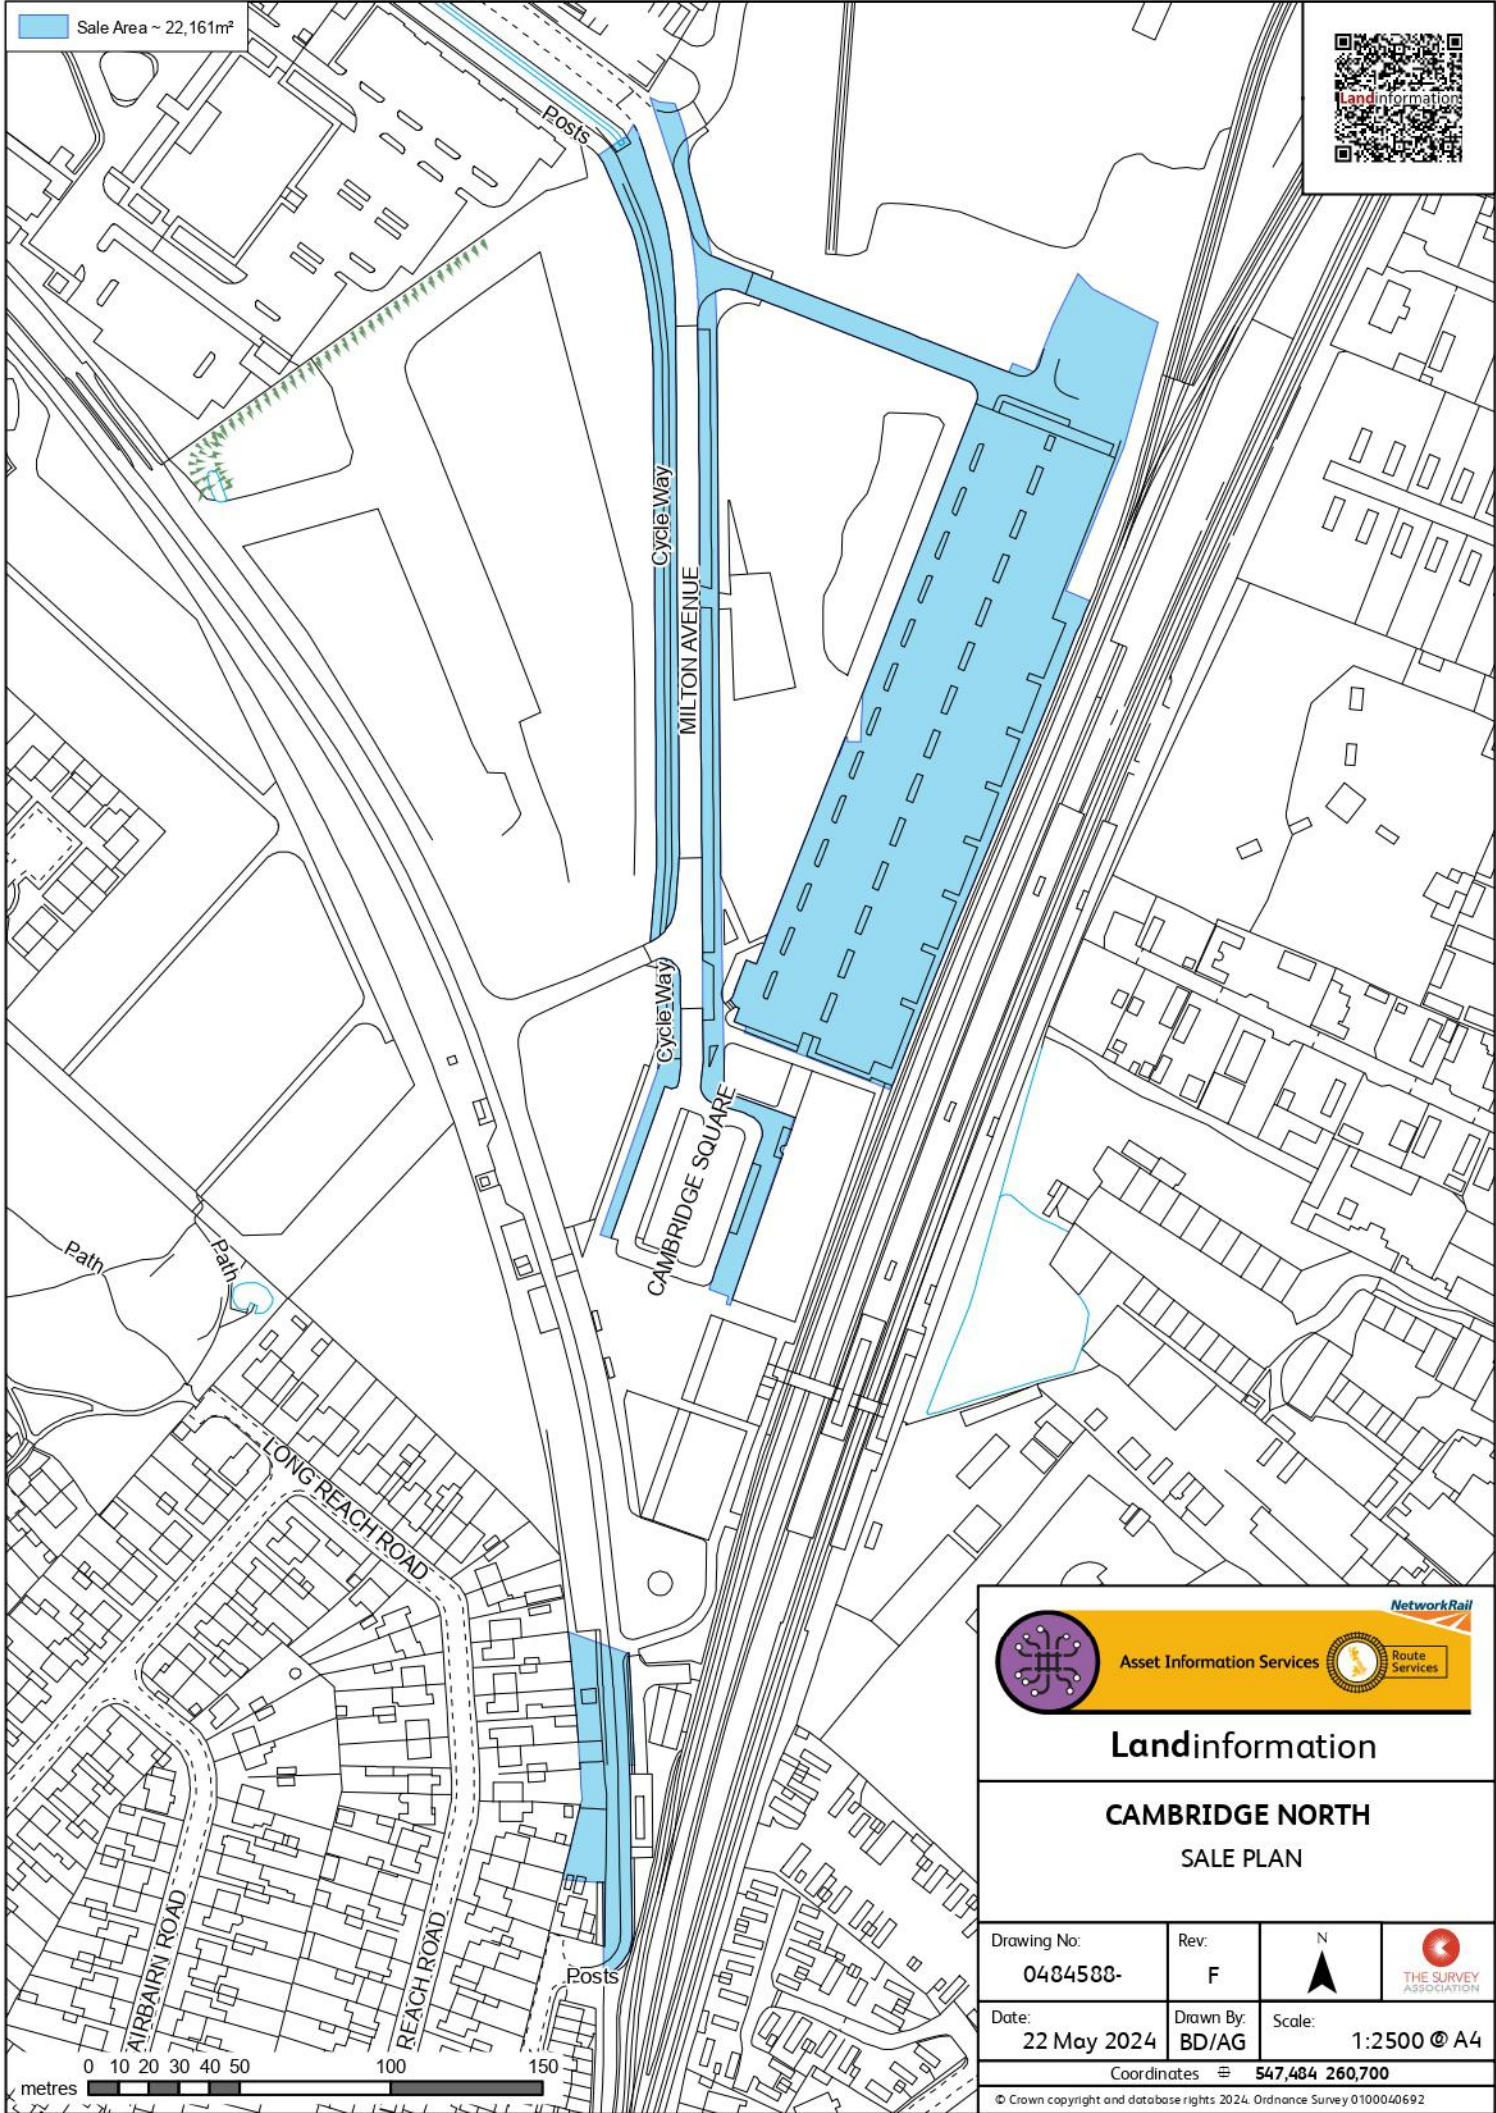 Sale Area ~ 22,161m²
Landinformation
Posts
Cycle Way
MILTON AVENUE
Cycle Way
CAMBRIDGE SQUARE
Path
Path
LONG REACH ROAD
AIRBAIRN ROAD
REACH ROAD
Posts
0 10 20 30 40 50 100 150
metres
NetworkRail
Asset Information Services
Route
Services
Landinformation
CAMBRIDGE NORTH
SALE PLAN
Drawing No:
0484588-
Rev:
F
N
THE SURVEY
ASSOCIATION
Date:
22 May 2024
Drawn By:
BD/AG
Scale:
1:2500 @ A4
Coordinates 547,484 260,700
© Crown copyright and database rights 2024. Ordnance Survey 0100040692